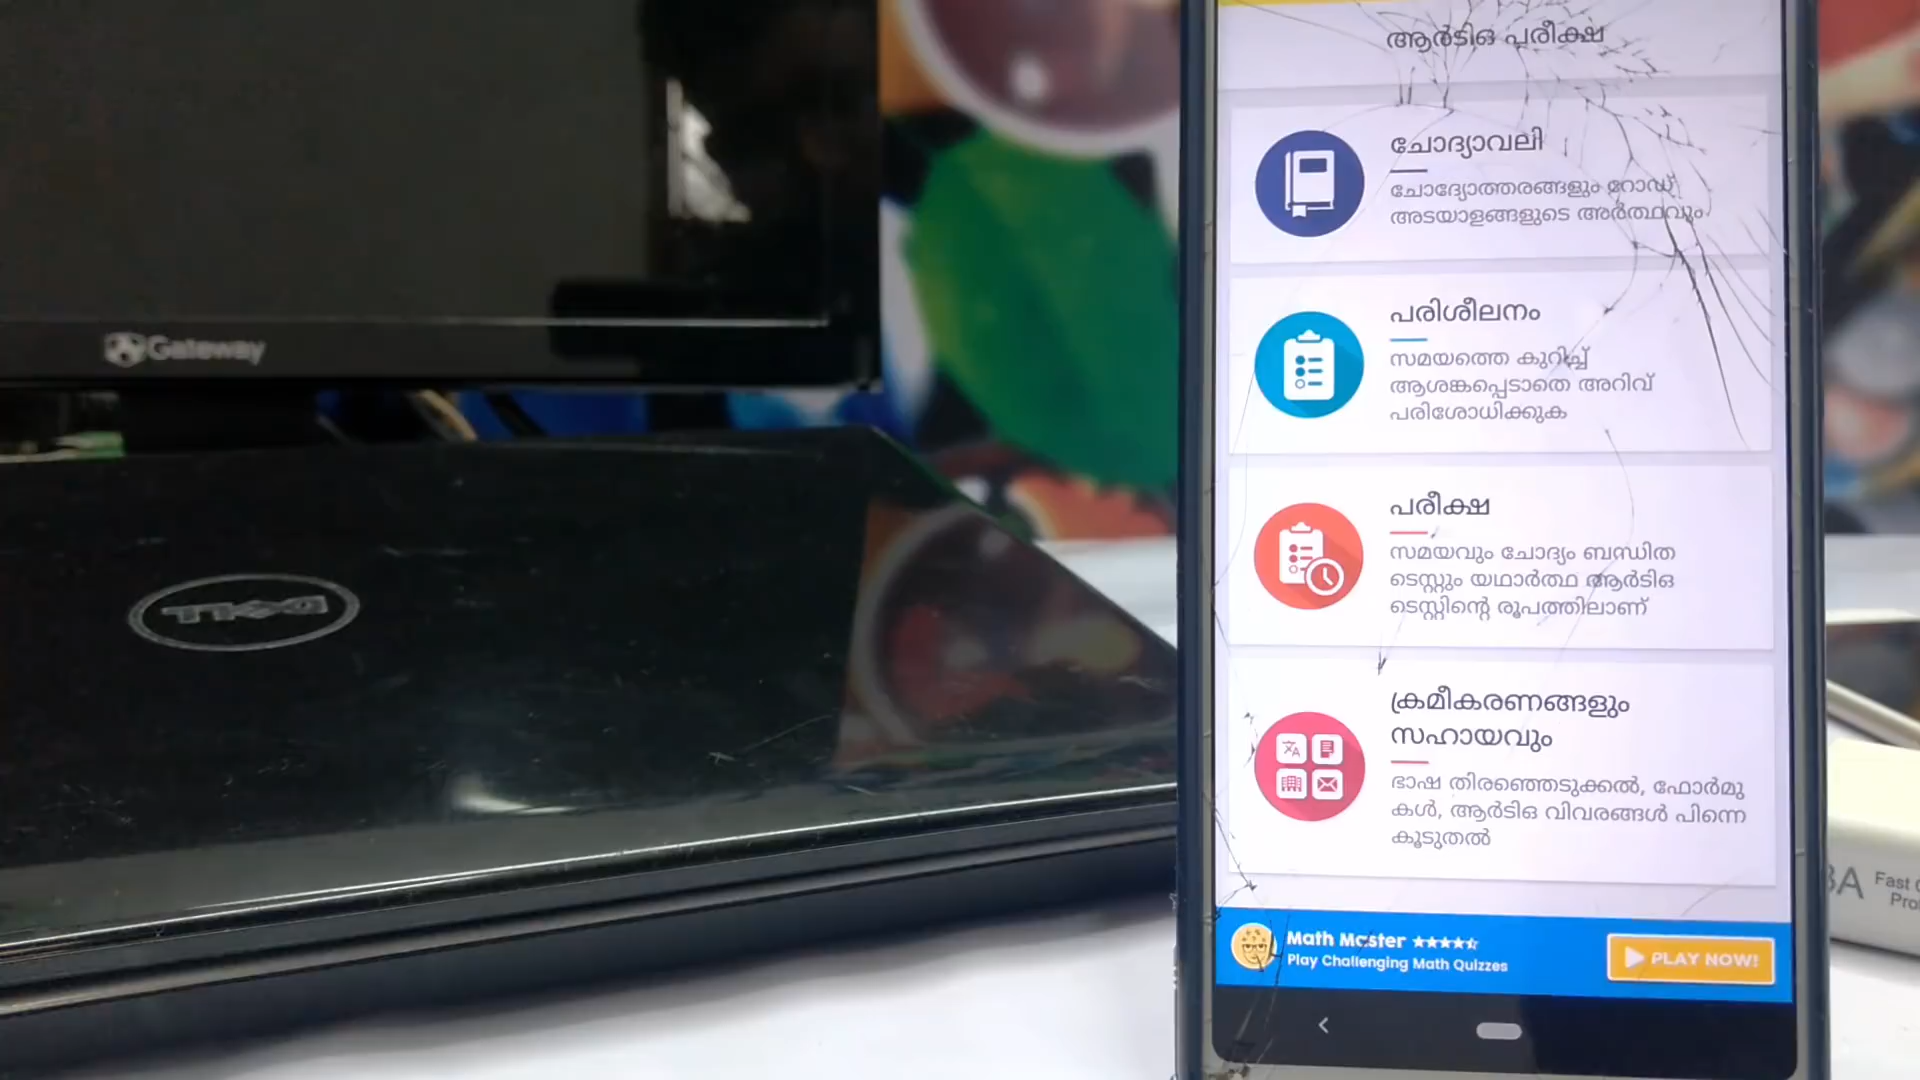 Gateway
DELL
ആർടിഒ പരീക്ഷ
ചോദ്യാവലി
ചോദ്യോത്തരങ്ങളും റോഡ്
അടയാളങ്ങളുടെ അർത്ഥവും
പരിശീലനം
സമയത്തെ കുറിച്ച്
ആശങ്കപ്പെടാതെ അറിവ്
പരിശോധിക്കുക
പരീക്ഷ
സമയവും ചോദ്യം ബന്ധിത
ടെസ്റ്റും യഥാർത്ഥ ആർടിഒ
ടെസ്റ്റിന്റെ രൂപത്തിലാണ്
ക്രമീകരണങ്ങളും
സഹായവും
ഭാഷ തിരഞ്ഞെടുക്കൽ, ഫോർമു
കൾ, ആർടിഒ വിവരങ്ങൾ പിന്നെ
കൂടുതൽ
Math Master
Play Challenging Math Quizzes
PLAY NOW!
Fast